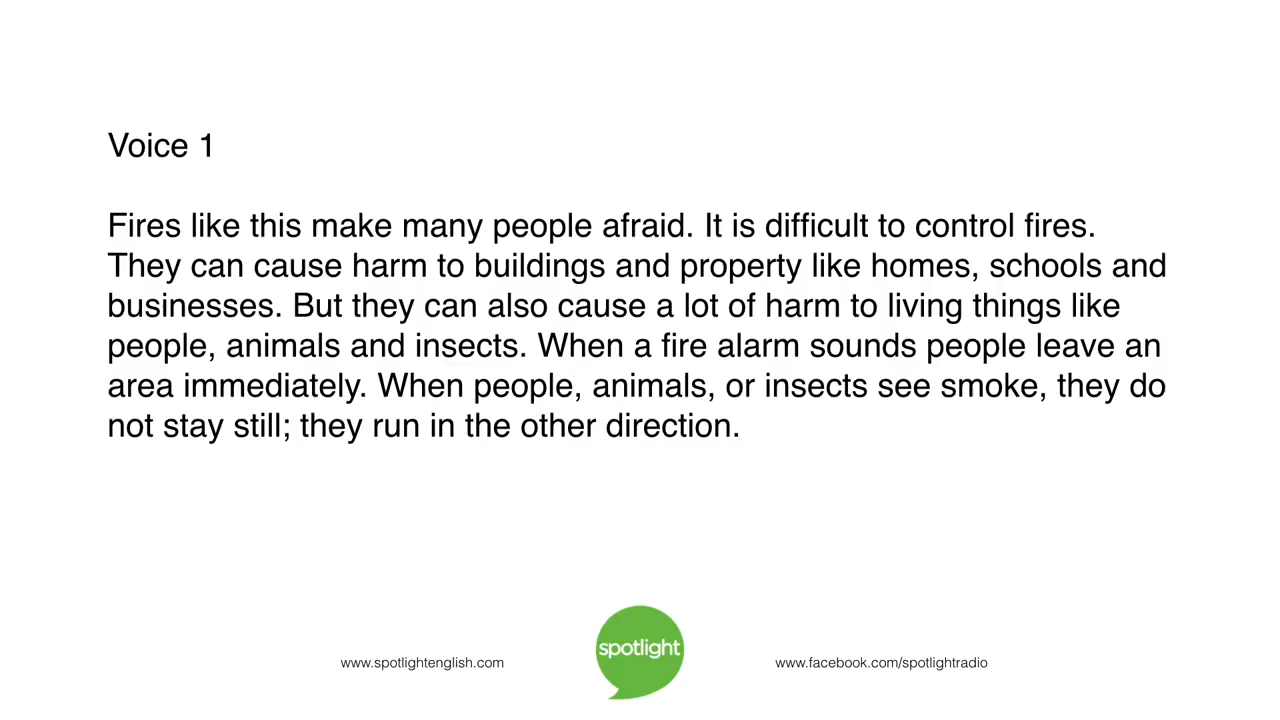 Voice 1
Fires like this make many people afraid. It is difficult to control fires.
They can cause harm to buildings and property like homes, schools and
businesses. But they can also cause a lot of harm to living things like
people, animals and insects. When a fire alarm sounds people leave an
area immediately. When people, animals, or insects see smoke, they do
not stay still; they run in the other direction.
www.spotlightenglish.com
spotlight
www.facebook.com/spotlightradio